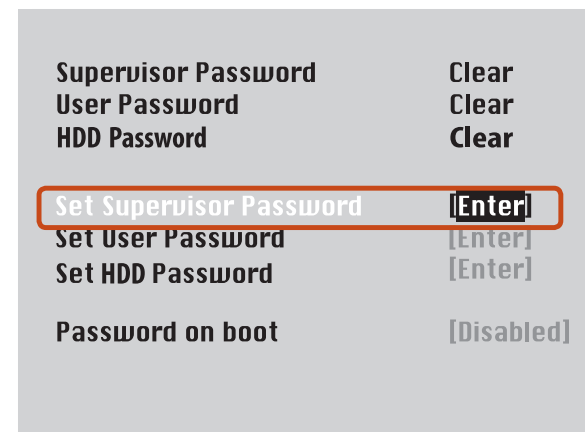 Supervisor Password Clear
User Password Clear
HDD Password Clear
Set Supervisor Password [Enter]
Set User Password [Enter]
Set HDD Password [Enter]
Password on boot [Disabled]